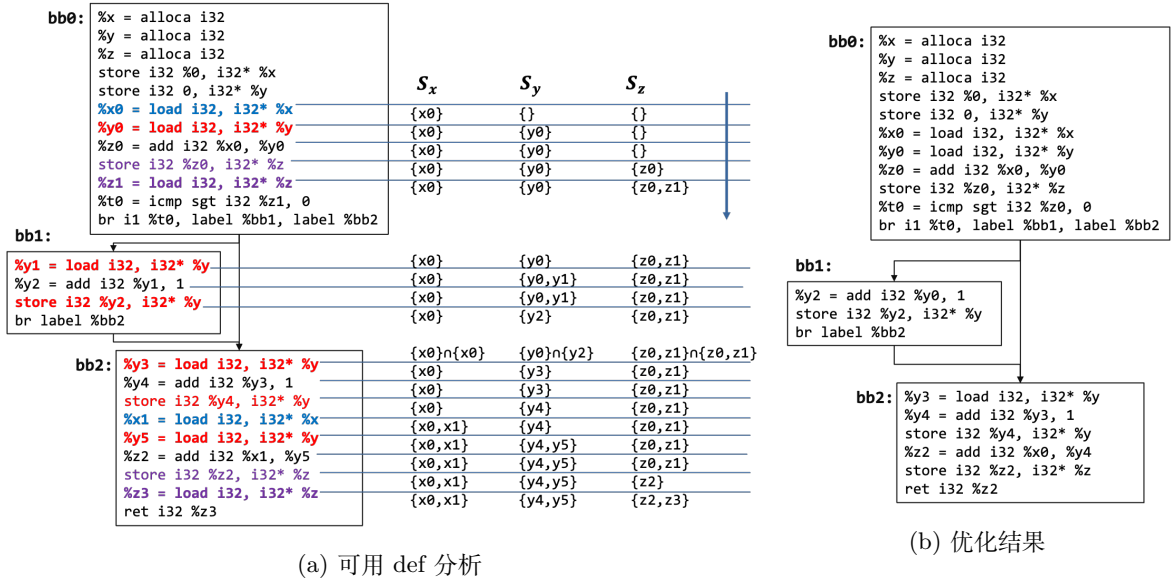 bb0:
%x = alloca i32
%y = alloca i32
%z = alloca i32
store i32 %0, i32* %x
store i32 0, i32* %y
%x0 = load i32, i32* %x
%y0 = load i32, i32* %y
%z0 = add i32 %x0, %y0
store i32 %z0, i32* %z
%z1 = load i32, i32* %z
%t0 = icmp sgt i32 %z1, 0
br i1 %t0, label %bb1, label %bb2
bb1:
%y1 = load i32, i32* %y
%y2 = add i32 %y1, 1
store i32 %y2, i32* %y
br label %bb2
bb2:
%y3 = load i32, i32* %y
%y4 = add i32 %y3, 1
store i32 %y4, i32* %y
%x1 = load i32, i32* %x
%y5 = load i32, i32* %y
%z2 = add i32 %x1, %y5
store i32 %z2, i32* %z
%z3 = load i32, i32* %z
ret i32 %z3
Sx Sy Sz
{x0} {} {}
{x0} {y0} {}
{x0} {y0} {}
{x0} {y0} {z0}
{x0} {y0} {z0,z1}
{x0} {y0} {z0,z1}
{x0} {y0,y1} {z0,z1}
{x0} {y0,y1} {z0,z1}
{x0} {y2} {z0,z1}
{x0}∩{x0} {y0}∩{y2} {z0,z1}∩{z0,z1}
{x0} {y3} {z0,z1}
{x0} {y3} {z0,z1}
{x0} {y4} {z0,z1}
{x0,x1} {y4} {z0,z1}
{x0,x1} {y4,y5} {z0,z1}
{x0,x1} {y4,y5} {z0,z1}
{x0,x1} {y4,y5} {z2}
{x0,x1} {y4,y5} {z2,z3}
(a) 可用 def 分析
bb0:
%x = alloca i32
%y = alloca i32
%z = alloca i32
store i32 %0, i32* %x
store i32 0, i32* %y
%x0 = load i32, i32* %x
%y0 = load i32, i32* %y
%z0 = add i32 %x0, %y0
store i32 %z0, i32* %z
%t0 = icmp sgt i32 %z0, 0
br i1 %t0, label %bb1, label %bb2
bb1:
%y2 = add i32 %y0, 1
store i32 %y2, i32* %y
br label %bb2
bb2:
%y3 = load i32, i32* %y
%y4 = add i32 %y3, 1
store i32 %y4, i32* %y
%z2 = add i32 %x0, %y4
store i32 %z2, i32* %z
ret i32 %z2
(b) 优化结果